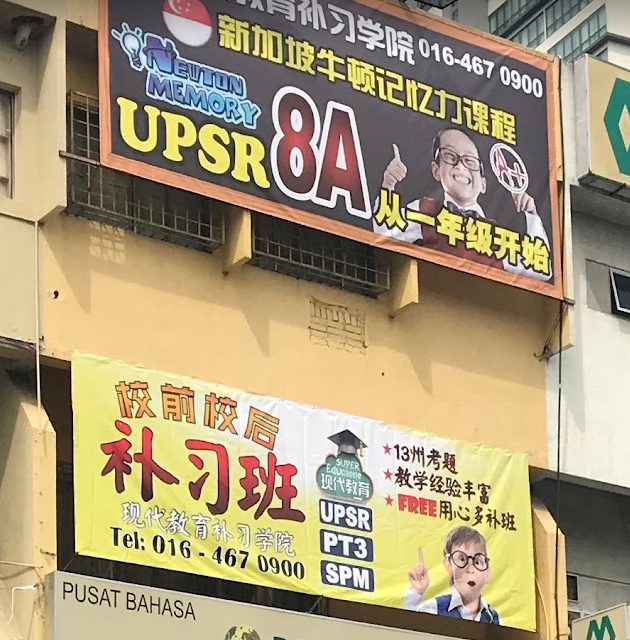 教育补习学院 016-467 0900
新加坡牛顿记忆力课程
NEWTON
MEMORY
UPSR 8A
A+
从一年级开始
校前校后
补习班
现代教育补习学院
Tel: 016 - 467 0900
SUPER
Educastle
现代教育
UPSR
PT3
SPM
★13州考题
★教学经验丰富
★FREE用心多补班
PUSAT BAHASA